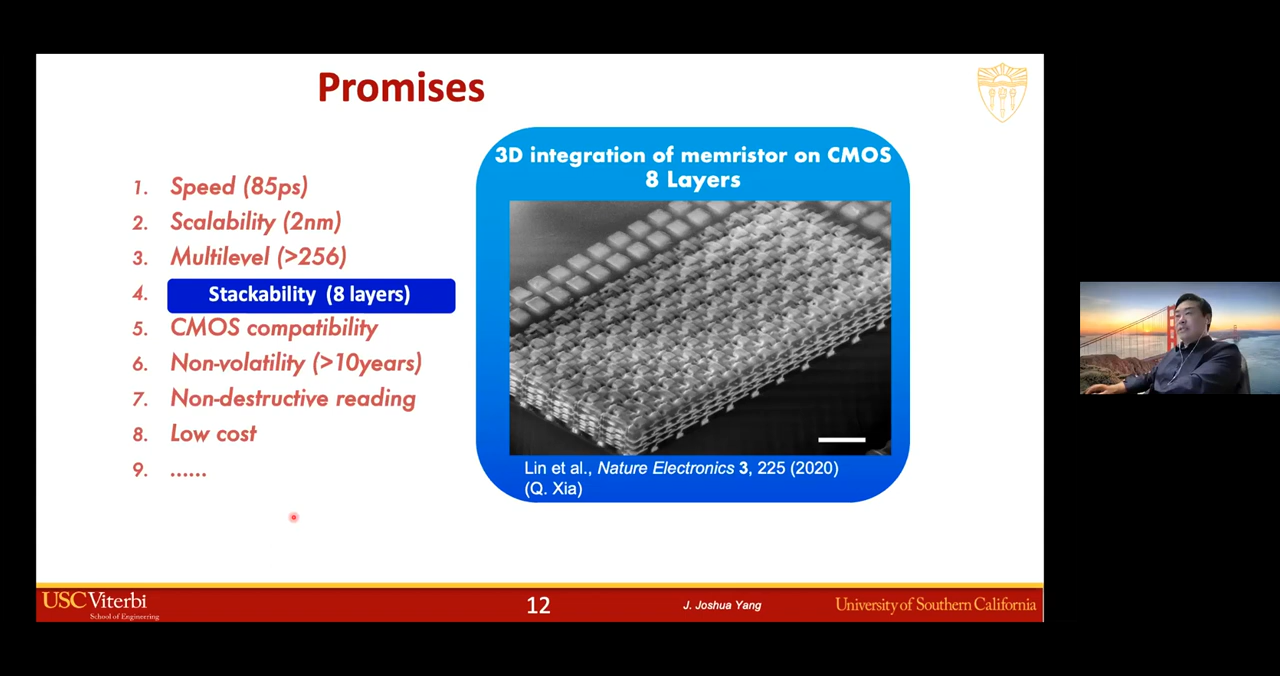 Promises
1. Speed (85ps)
2. Scalability (2nm)
3. Multilevel (>256)
4. Stackability (8 layers)
5. CMOS compatibility
6. Non-volatility (>10years)
7. Non-destructive reading
8. Low cost
9. ......
3D integration of memristor on CMOS
8 Layers
Lin et al., Nature Electronics 3, 225 (2020)
(Q. Xia)
USC Viterbi
School of Engineering
12
J. Joshua Yang
University of Southern California